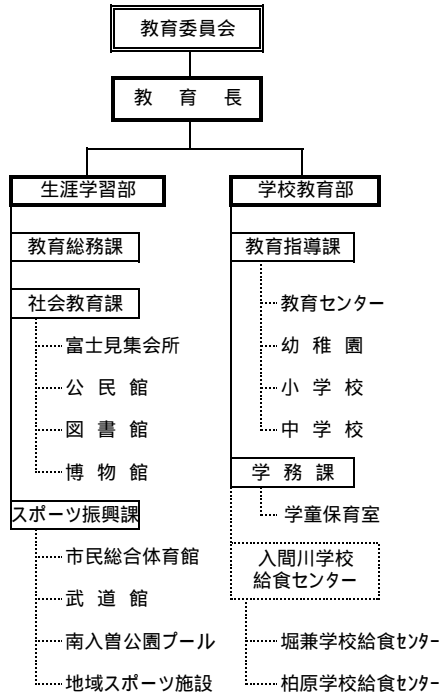 教育委員会
教 育 長
生涯学習部
教育総務課
社会教育課
富士見集会所
公 民 館
図 書 館
博 物 館
スポーツ振興課
市民総合体育館
武 道 館
南入曽公園プール
地域スポーツ施設
学校教育部
教育指導課
教育センター
幼 稚 園
小 学 校
中 学 校
学 務 課
学童保育室
入間川学校
給食センター
堀兼学校給食ｾﾝﾀｰ
柏原学校給食ｾﾝﾀｰ